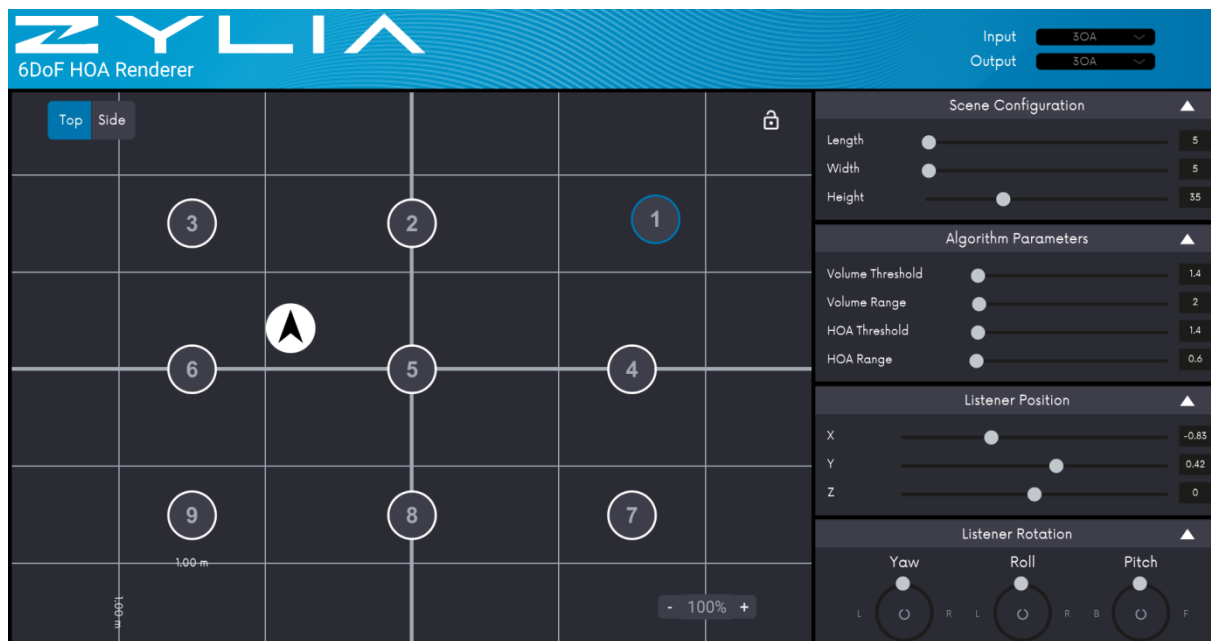 ZYLIA
6DoF HOA Renderer
Input 3OA
Output 3OA
Top Side
3 2 1
6 5 4
9 8 7
1.00 m
1.00 m
- 100% +
Scene Configuration
Length 5
Width 5
Height 35
Algorithm Parameters
Volume Threshold 1.4
Volume Range 2
HOA Threshold 1.4
HOA Range 0.6
Listener Position
X -0.83
Y 0.42
Z 0
Listener Rotation
Yaw Roll Pitch
L R L R B F